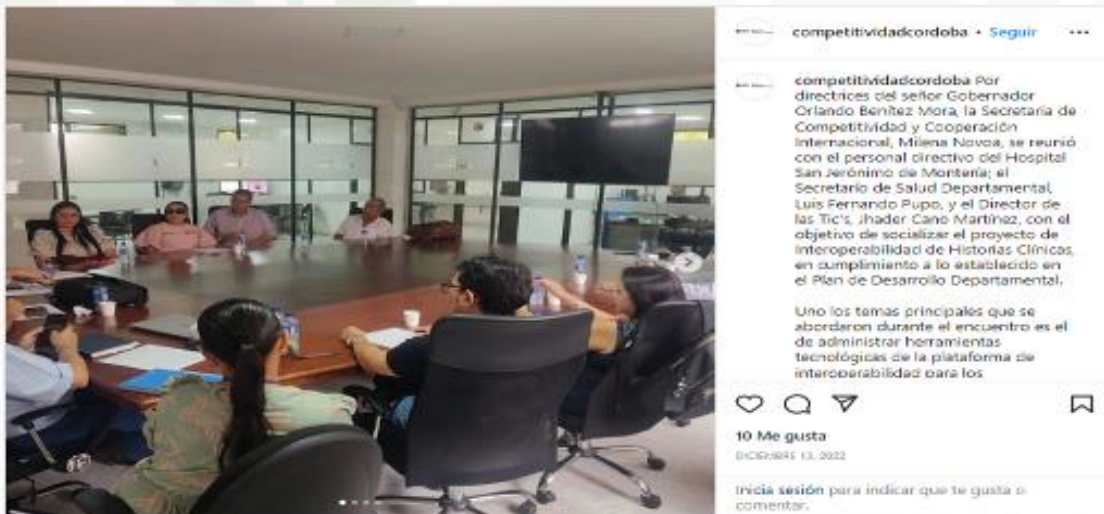 competitividadcordoba • Seguir
competitividadcordoba Por
directrices del señor Gobernador
Orlando Benítez Mora, la Secretaria de
Competitividad y Cooperación
Internacional, Milena Novoa, se reunió
con el personal directivo del Hospital
San Jerónimo de Montería; el
Secretario de Salud Departamental,
Luis Fernando Pupo, y el Director de
las Tic's, Jhader Cano Martínez, con el
objetivo de socializar el proyecto de
Interoperabilidad de Historias Clínicas,
en cumplimiento a lo establecido en
el Plan de Desarrollo Departamental.
Uno los temas principales que se
abordaron durante el encuentro es el
de administrar herramientas
tecnológicas de la plataforma de
interoperabilidad para los
10 Me gusta
DICIEMBRE 13, 2022
Inicia sesión para indicar que te gusta o
comentar.